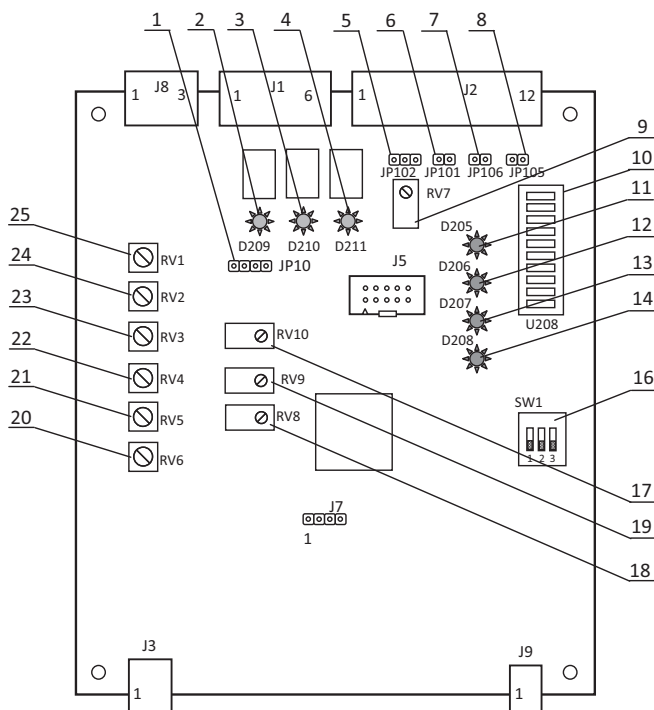 1 2 3 4 5 6 7 8
J8 J1 J2
1 3 1 6 1 12
9
JP102 JP101 JP106 JP105
10
RV7
11
D209 D210 D211 D205
12
25
RV1 JP10 J5 D206
13
24
RV2 D207
U208
14
23
RV3 RV10 D208
22
RV4 RV9
16
21
RV5 RV8 SW1
20
RV6
1 2 3
17
J7
19
1
18
J3 J9
1 1